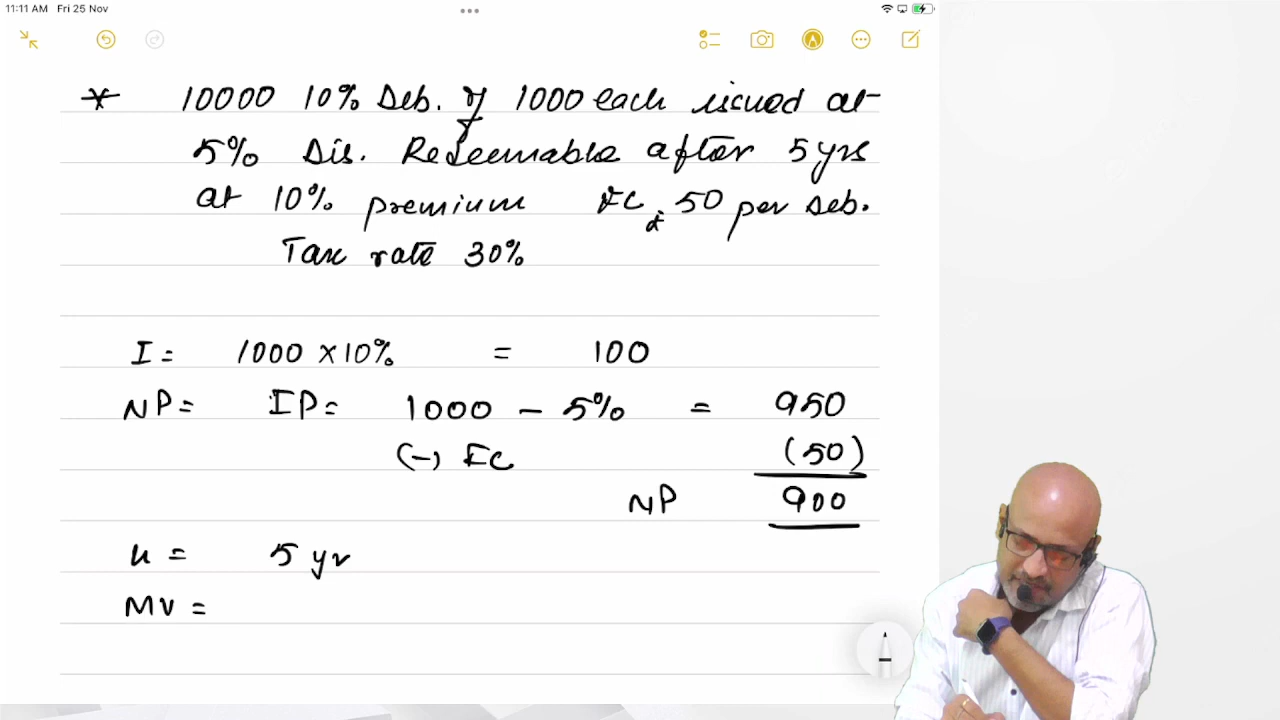 11:11 AM Fri 25 Nov
* 10000 10% Deb. of 1000 each issued at
5% Dis. Redeemable after 5 yrs
at 10% premium FC : 50 per deb.
Tax rate 30%
I = 1000 × 10% = 100
NP = IP = 1000 - 5% = 950
(-) FC (50)
NP 900
n = 5 yr
MV =